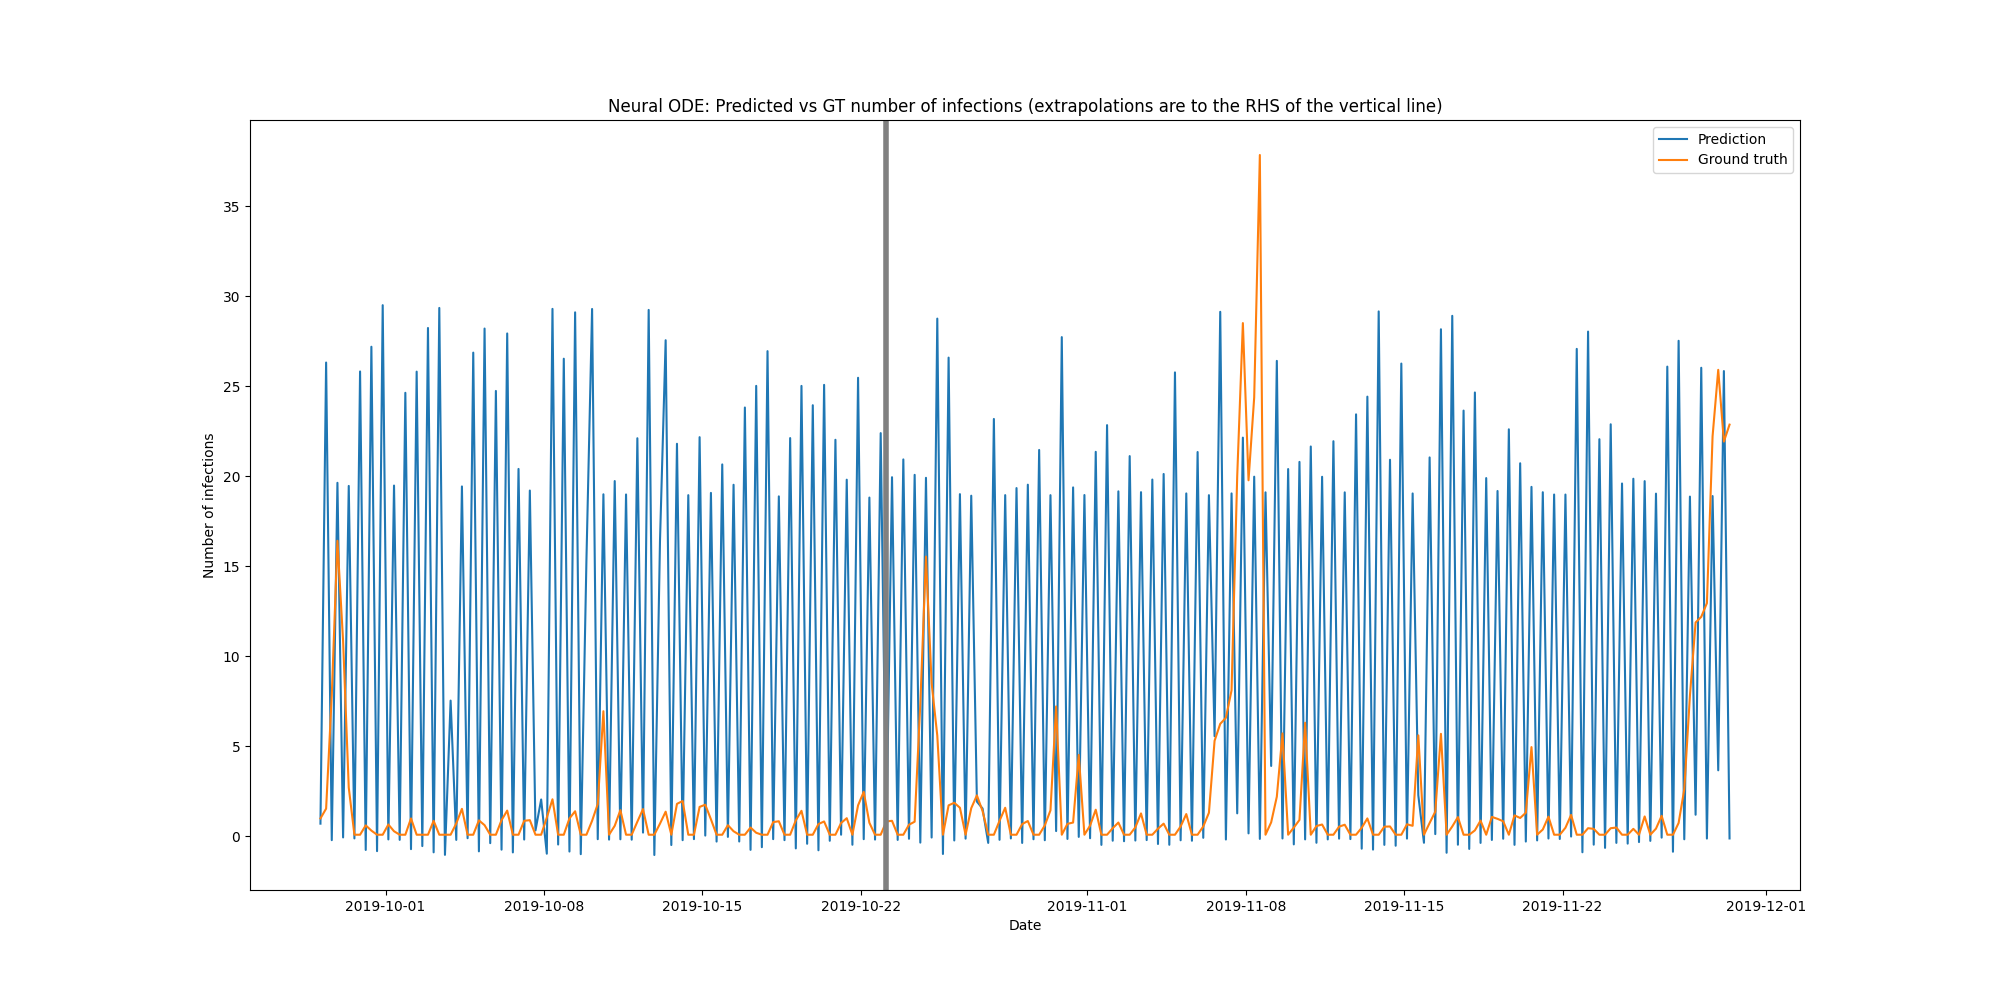 Neural ODE: Predicted vs GT number of infections (extrapolations are to the RHS of the vertical line)
Prediction
Ground truth
Number of infections
35
30
25
20
15
10
5
0
2019-10-01 2019-10-08 2019-10-15 2019-10-22 2019-11-01 2019-11-08 2019-11-15 2019-11-22 2019-12-01
Date